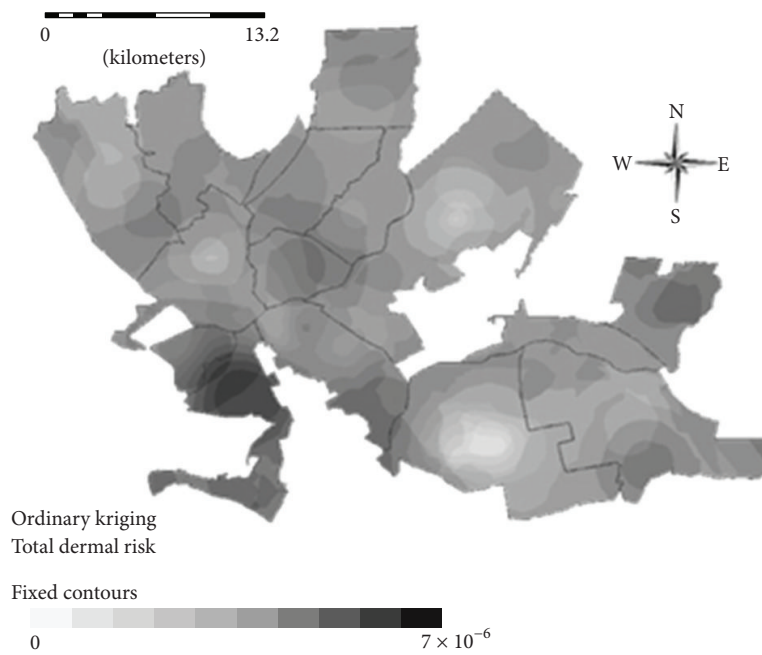 0 13.2
(kilometers)
N
W E
S
Ordinary kriging
Total dermal risk
Fixed contours
0 7 × 10⁻⁶